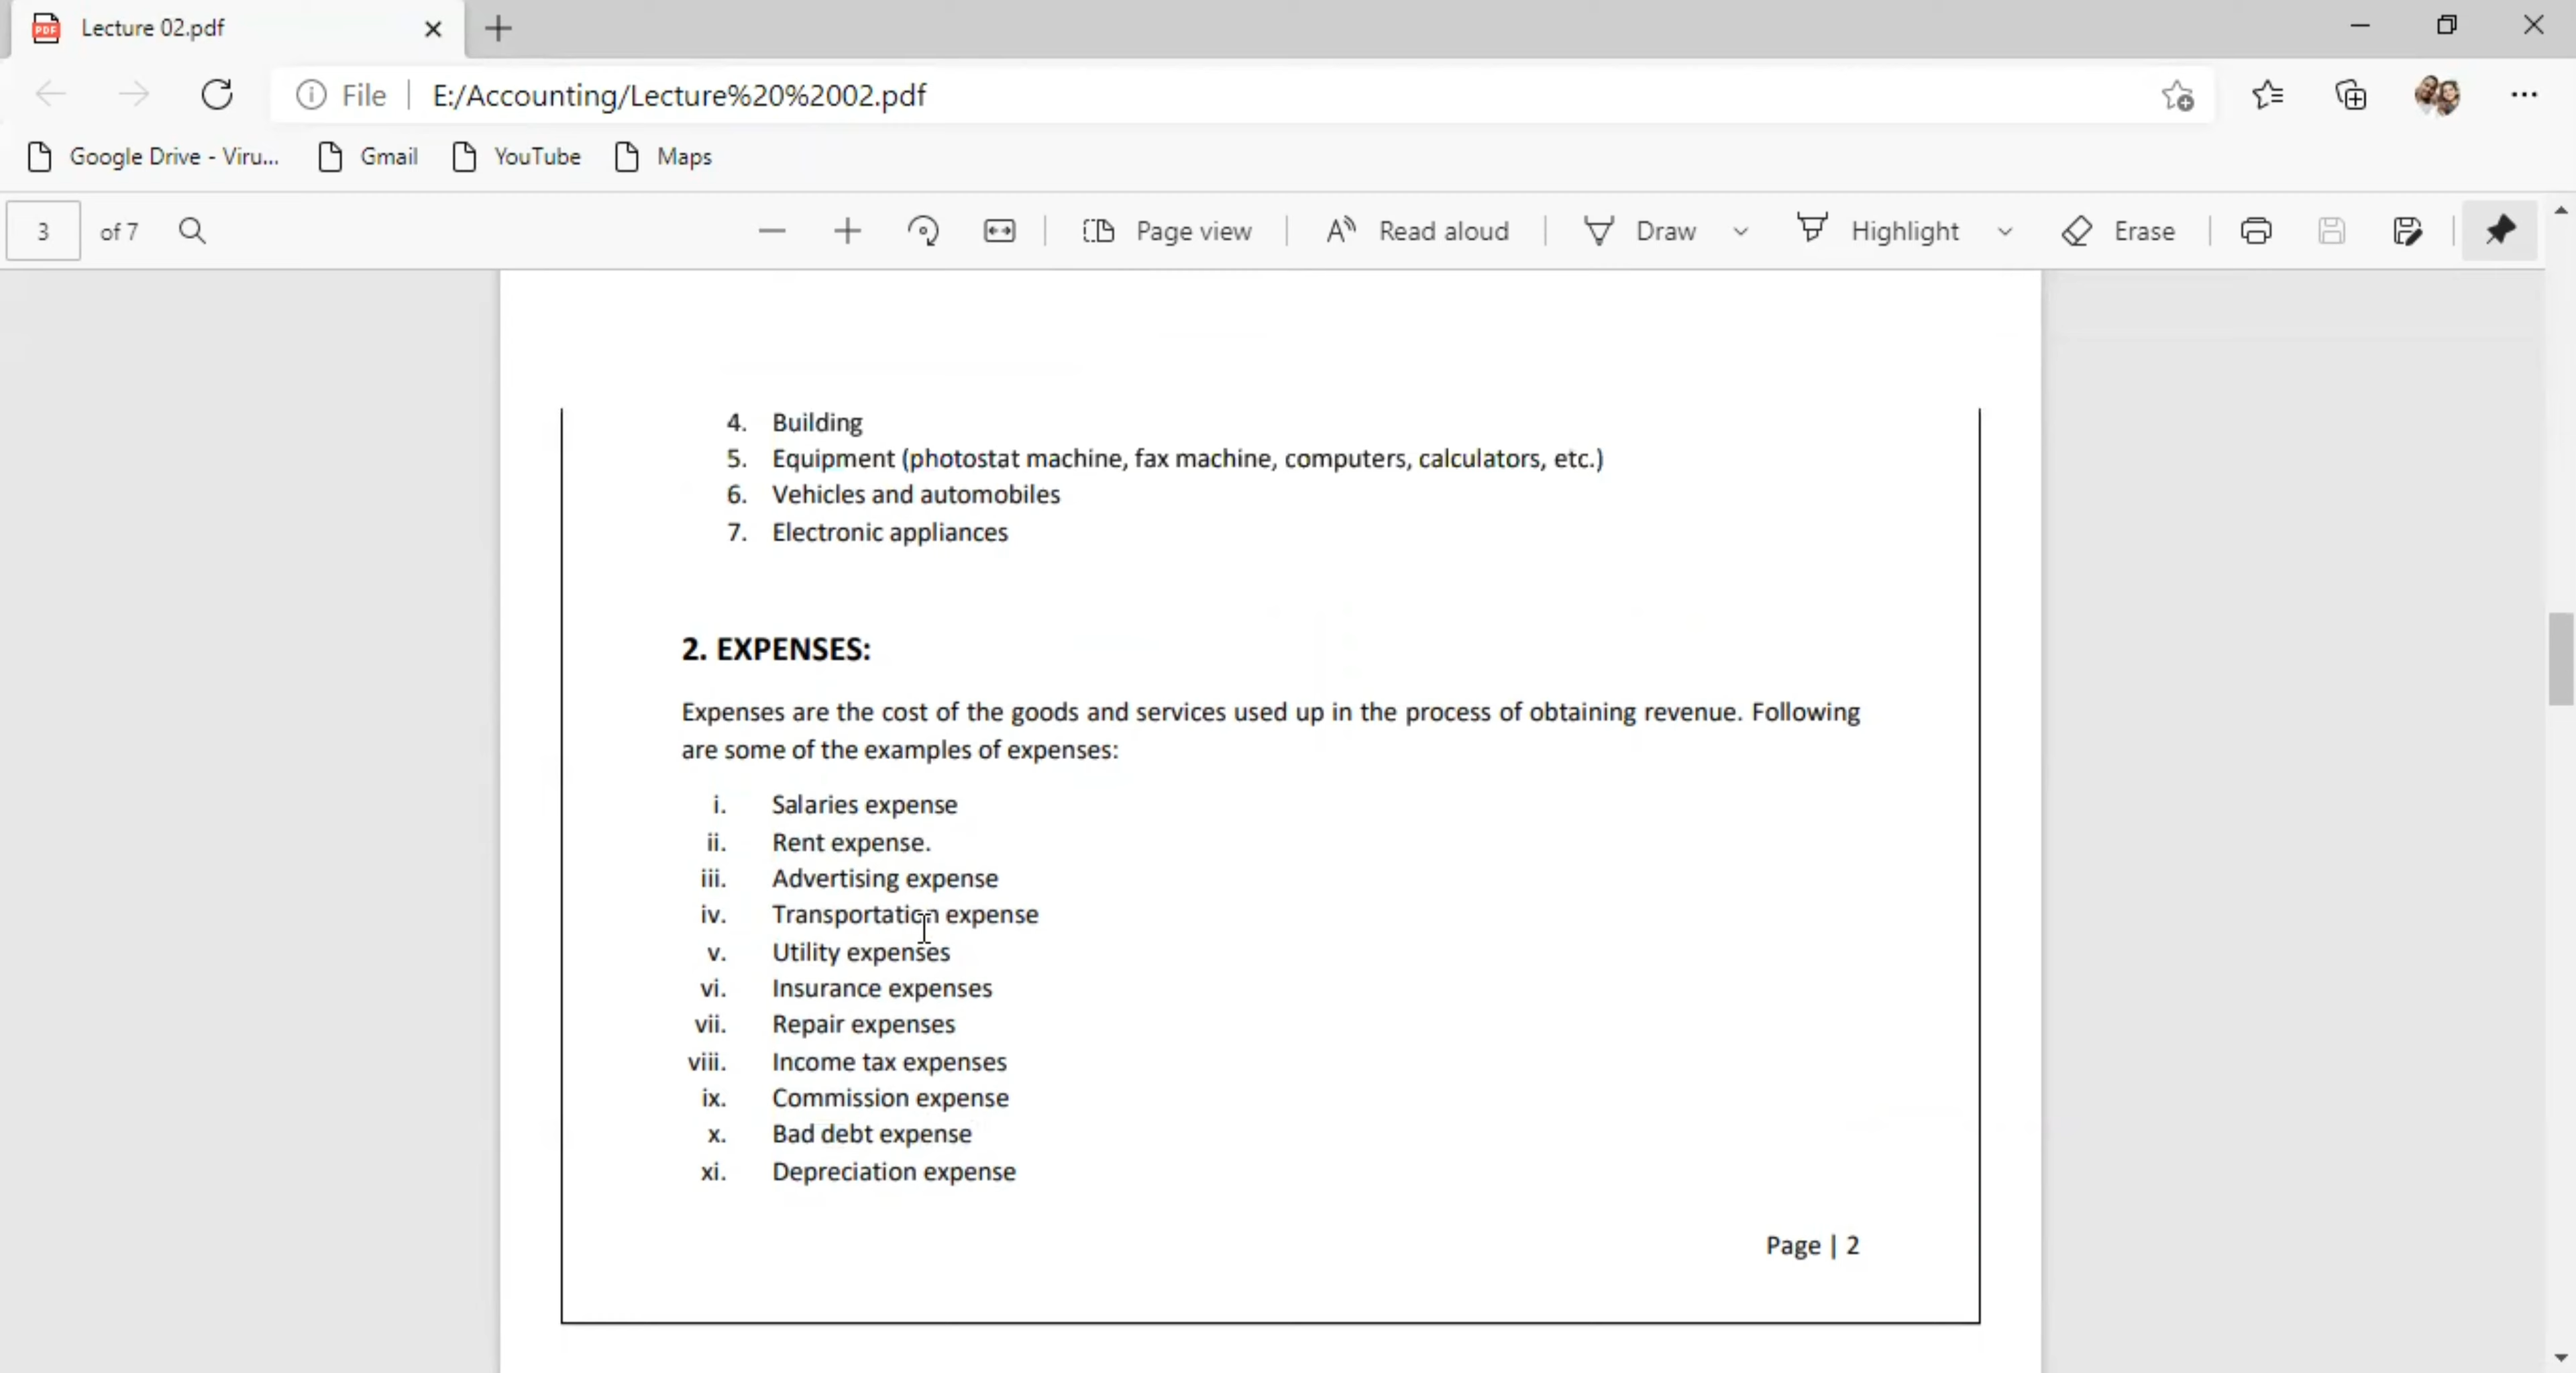 Lecture 02.pdf
File | E:/Accounting/Lecture%20%2002.pdf
Google Drive - Viru... Gmail YouTube Maps
3 of 7 Page view Read aloud Draw Highlight Erase
4. Building
5. Equipment (photostat machine, fax machine, computers, calculators, etc.)
6. Vehicles and automobiles
7. Electronic appliances
2. EXPENSES:
Expenses are the cost of the goods and services used up in the process of obtaining revenue. Following
are some of the examples of expenses:
i. Salaries expense
ii. Rent expense.
iii. Advertising expense
iv. Transportation expense
v. Utility expenses
vi. Insurance expenses
vii. Repair expenses
viii. Income tax expenses
ix. Commission expense
x. Bad debt expense
xi. Depreciation expense
Page | 2